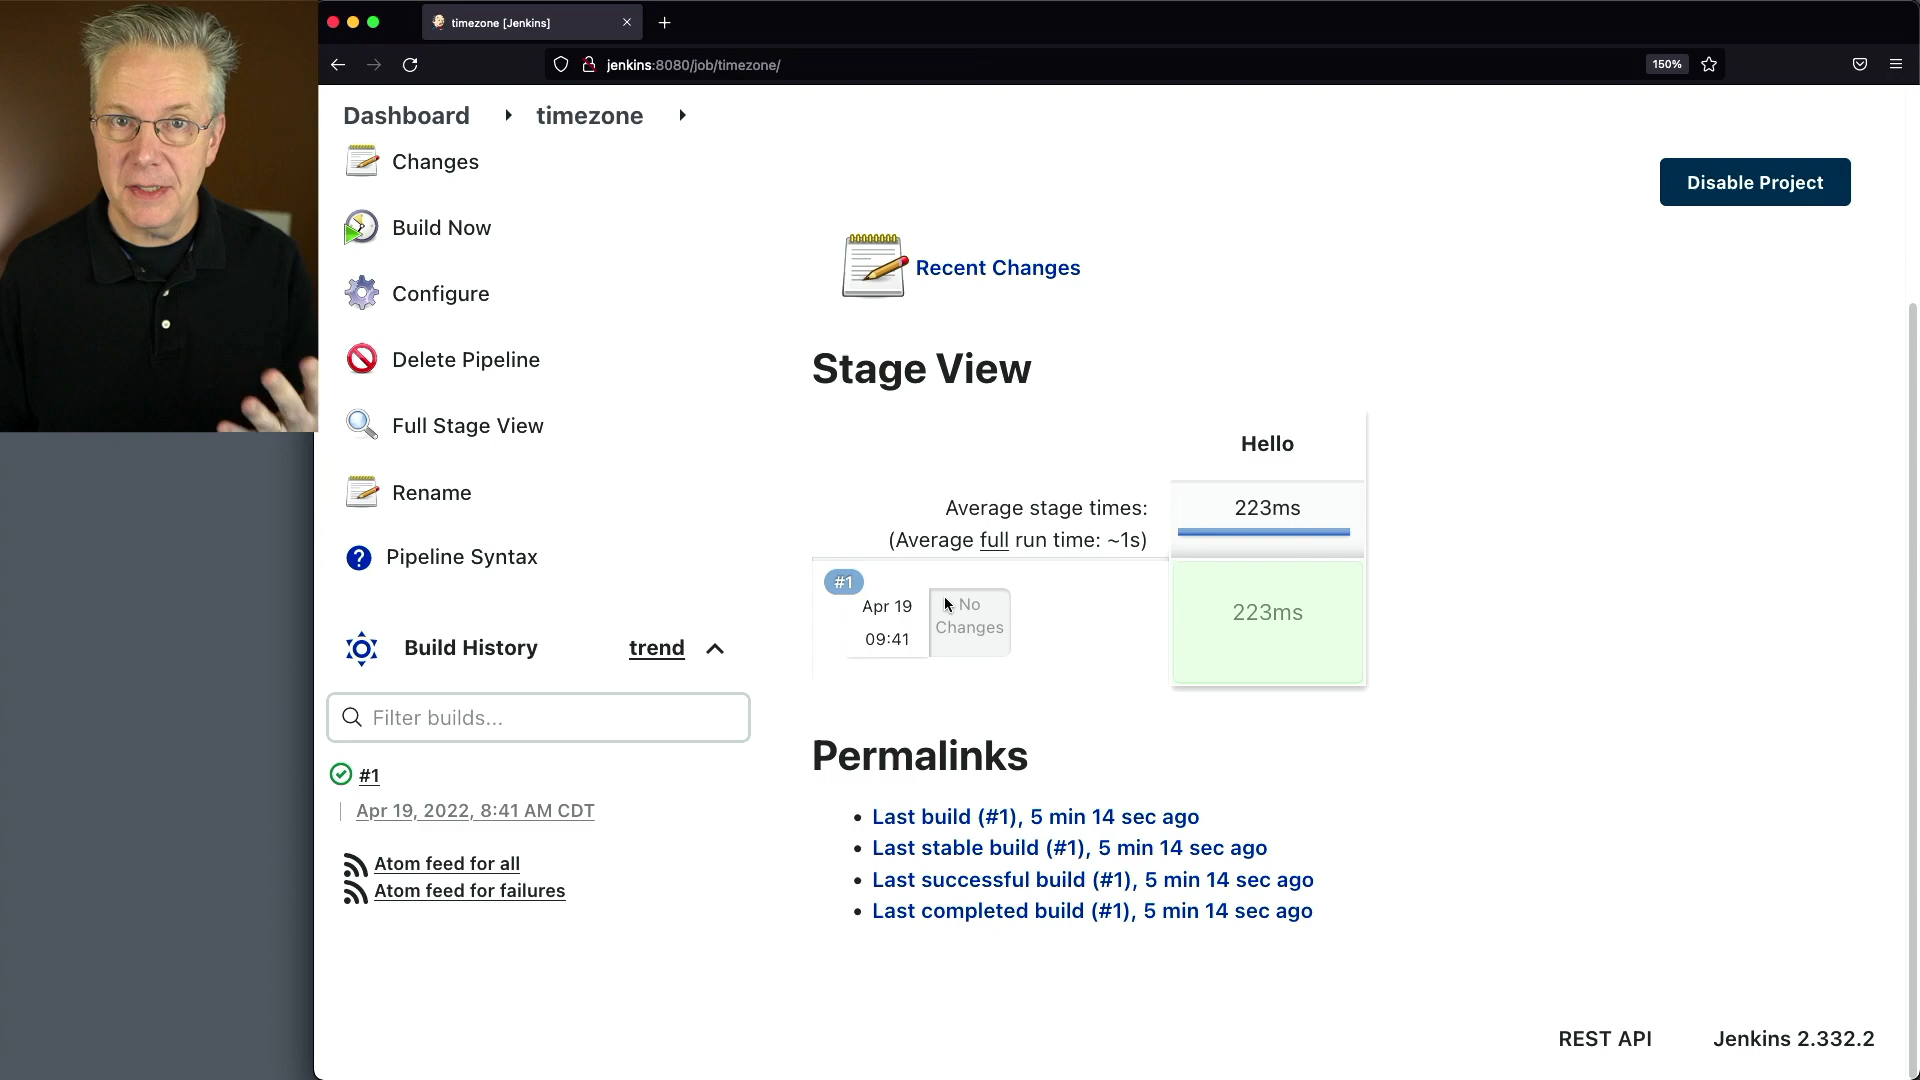 timezone [Jenkins]
jenkins:8080/job/timezone/
150%
Dashboard
timezone
Changes
Build Now
Configure
Delete Pipeline
Full Stage View
Rename
Pipeline Syntax
Build History
trend
Filter builds...
#1
Apr 19, 2022, 8:41 AM CDT
Atom feed for all
Atom feed for failures
Disable Project
Recent Changes
Stage View
Hello
Average stage times:
(Average full run time: ~1s)
223ms
#1
Apr 19
09:41
No
Changes
223ms
Permalinks
Last build (#1), 5 min 14 sec ago
Last stable build (#1), 5 min 14 sec ago
Last successful build (#1), 5 min 14 sec ago
Last completed build (#1), 5 min 14 sec ago
REST API
Jenkins 2.332.2